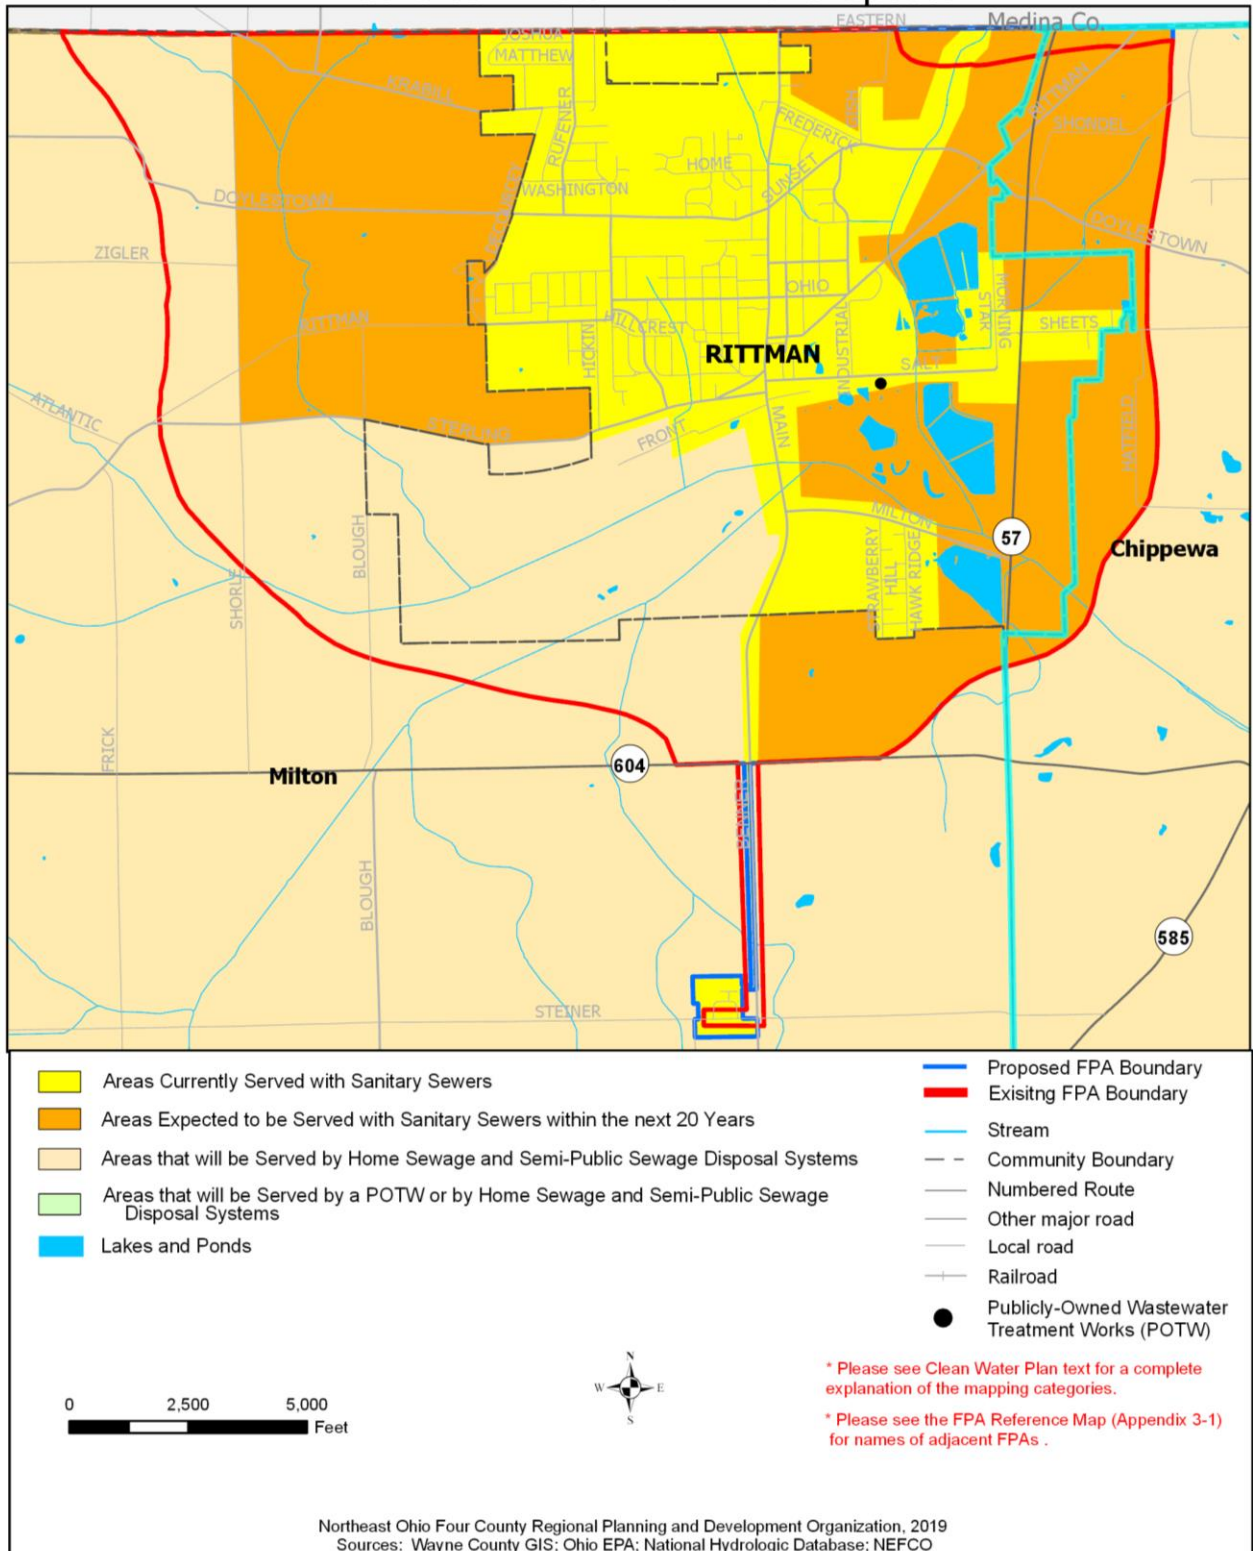 EASTERN
Medina Co.
JOSHUA
MATTHEW
KRABILL
RUFENER
FREDERICK
RITTMAN
SHONDEL
HOME
SUNSET
WASHINGTON
DOYLESTOWN
DOYLESTOWN
ZIGLER
OHIO
MORNING
STAR
RITTMAN
HILLCREST
INDUSTRIAL
SHEETS
HICKIN
RITTMAN
SALT
ATLANTIC
STERLING
FRONT
MAIN
HATFIELD
MILTON
57
Chippewa
BLOUGH
SHORLE
STRAWBERRY
HILL
HAWK RIDGE
FRICK
Milton
604
BENNER
BLOUGH
585
STEINER
Areas Currently Served with Sanitary Sewers
Areas Expected to be Served with Sanitary Sewers within the next 20 Years
Areas that will be Served by Home Sewage and Semi-Public Sewage Disposal Systems
Areas that will be Served by a POTW or by Home Sewage and Semi-Public Sewage
Disposal Systems
Lakes and Ponds
Proposed FPA Boundary
Exisitng FPA Boundary
Stream
Community Boundary
Numbered Route
Other major road
Local road
Railroad
Publicly-Owned Wastewater
Treatment Works (POTW)
* Please see Clean Water Plan text for a complete
explanation of the mapping categories.
* Please see the FPA Reference Map (Appendix 3-1)
for names of adjacent FPAs .
0 2,500 5,000
Feet
N
W E
S
Northeast Ohio Four County Regional Planning and Development Organization, 2019
Sources: Wayne County GIS; Ohio EPA; National Hydrologic Database; NEFCO